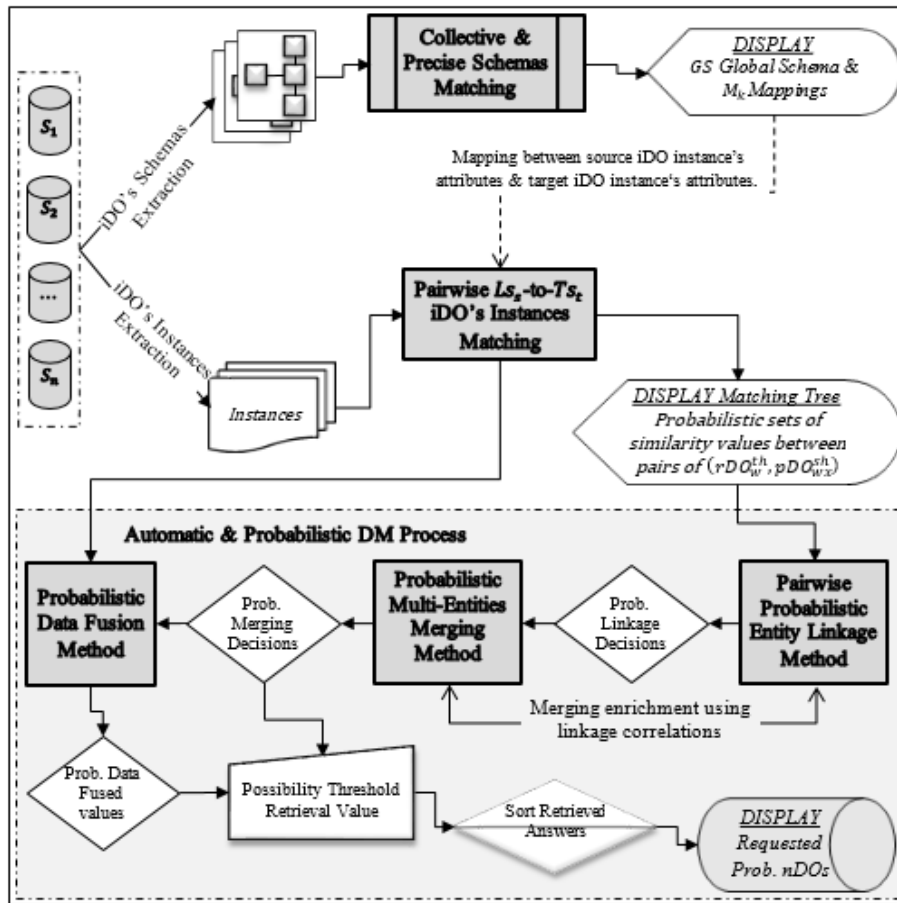 Collective &
Precise Schemas
Matching
DISPLAY
GS Global Schema &
Mₖ Mappings
S₁
S₂
...
Sₙ
iDO's Schemas
Extraction
Mapping between source iDO instance's
attributes & target iDO instance's attributes.
iDO's Instances
Extraction
Instances
Pairwise Lsₛ-to-Tsₜ
iDO's Instances
Matching
DISPLAY Matching Tree
Probabilistic sets of
similarity values between
pairs of (rDO_w^th, pDO_wx^sh)
Automatic & Probabilistic DM Process
Probabilistic
Data Fusion
Method
Prob.
Merging
Decisions
Probabilistic
Multi-Entities
Merging
Method
Prob.
Linkage
Decisions
Pairwise
Probabilistic
Entity Linkage
Method
Merging enrichment using
linkage correlations
Prob. Data
Fused
values
Possibility Threshold
Retrieval Value
Sort Retrieved
Answers
DISPLAY
Requested
Prob. nDOs